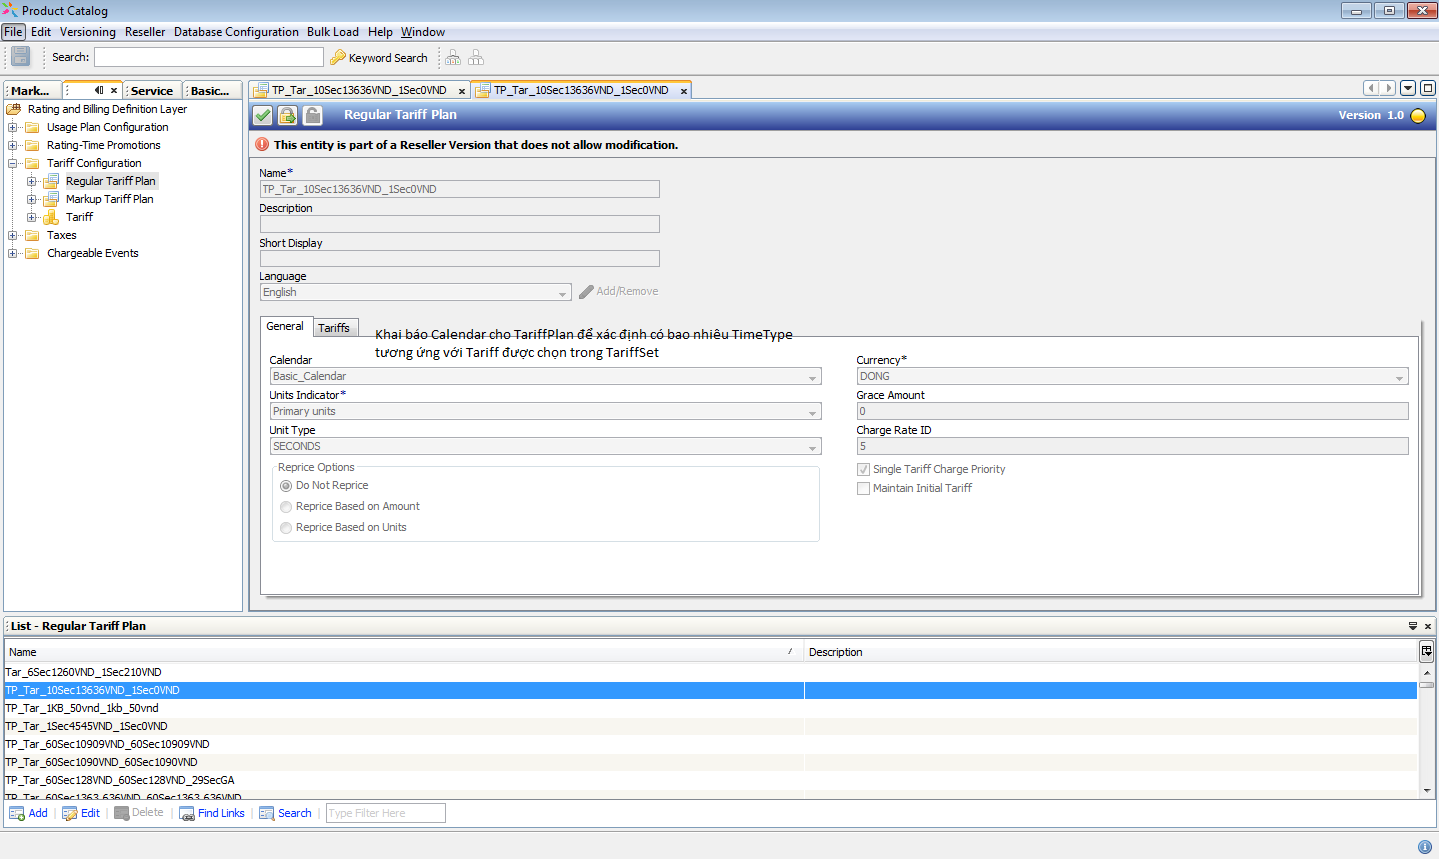 Product Catalog
File Edit Versioning Reseller Database Configuration Bulk Load Help Window
Search: Keyword Search
Mark... Service Basic...
Rating and Billing Definition Layer
Usage Plan Configuration
Rating-Time Promotions
Tariff Configuration
Regular Tariff Plan
Markup Tariff Plan
Tariff
Taxes
Chargeable Events
TP_Tar_10Sec13636VND_1Sec0VND TP_Tar_10Sec13636VND_1Sec0VND
Regular Tariff Plan Version 1.0
This entity is part of a Reseller Version that does not allow modification.
Name*
TP_Tar_10Sec13636VND_1Sec0VND
Description
Short Display
Language
English Add/Remove
General Tariffs
Khai báo Calendar cho TariffPlan để xác định có bao nhiêu TimeType
tương ứng với Tariff được chọn trong TariffSet
Calendar
Basic_Calendar
Units Indicator*
Primary units
Unit Type
SECONDS
Reprice Options
Do Not Reprice
Reprice Based on Amount
Reprice Based on Units
Currency*
DONG
Grace Amount
0
Charge Rate ID
5
Single Tariff Charge Priority
Maintain Initial Tariff
List - Regular Tariff Plan
Name Description
Tar_6Sec1260VND_1Sec210VND
TP_Tar_10Sec13636VND_1Sec0VND
TP_Tar_1KB_50vnd_1kb_50vnd
TP_Tar_1Sec4545VND_1Sec0VND
TP_Tar_60Sec10909VND_60Sec10909VND
TP_Tar_60Sec1090VND_60Sec1090VND
TP_Tar_60Sec128VND_60Sec128VND_29SecGA
TP_Tar_60Sec1363.636VND_60Sec1363.636VND
Add Edit Delete Find Links Search Type Filter Here